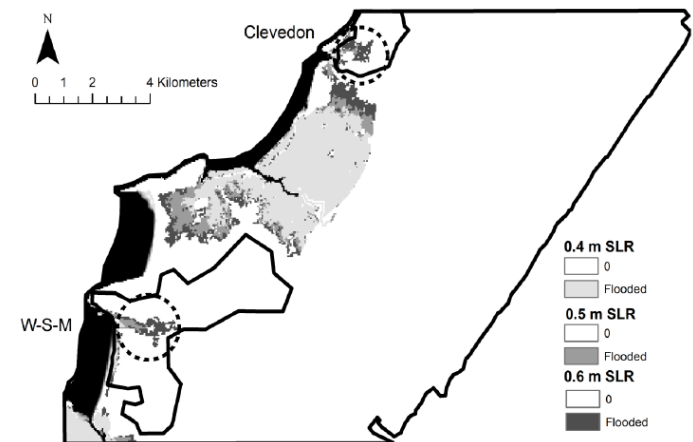 Clevedon
N
0 1 2 4 Kilometers
W-S-M
0.4 m SLR
0
Flooded
0.5 m SLR
0
Flooded
0.6 m SLR
0
Flooded